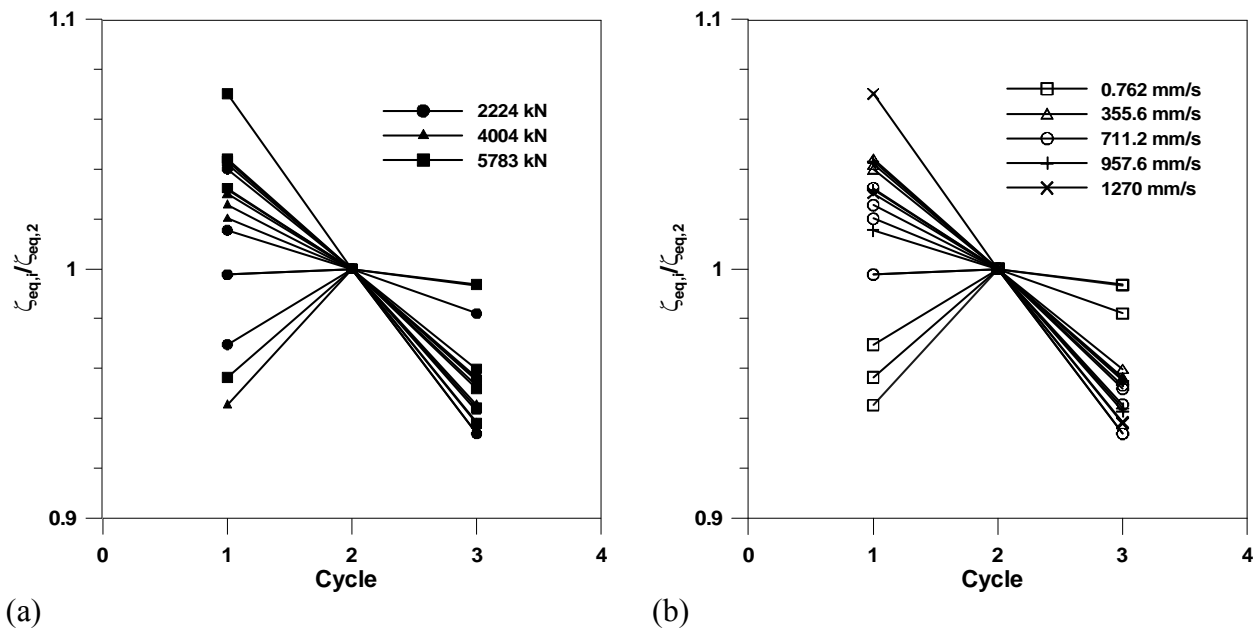 1.1
1
0.9
ζeq,i/ζeq,2
0 1 2 3 4
Cycle
2224 kN
4004 kN
5783 kN
(a)
1.1
1
0.9
ζeq,i/ζeq,2
0 1 2 3 4
Cycle
0.762 mm/s
355.6 mm/s
711.2 mm/s
957.6 mm/s
1270 mm/s
(b)